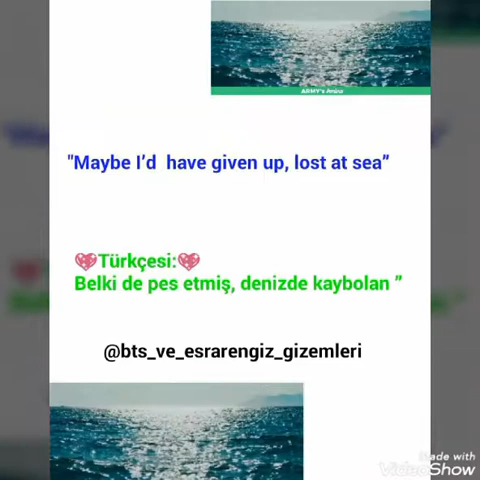 ARMY's Amino
"Maybe I'd  have given up, lost at sea”
💖Türkçesi:💖
Belki de pes etmiş, denizde kaybolan ”
@bts_ve_esrarengiz_gizemleri
Made with
VideoShow